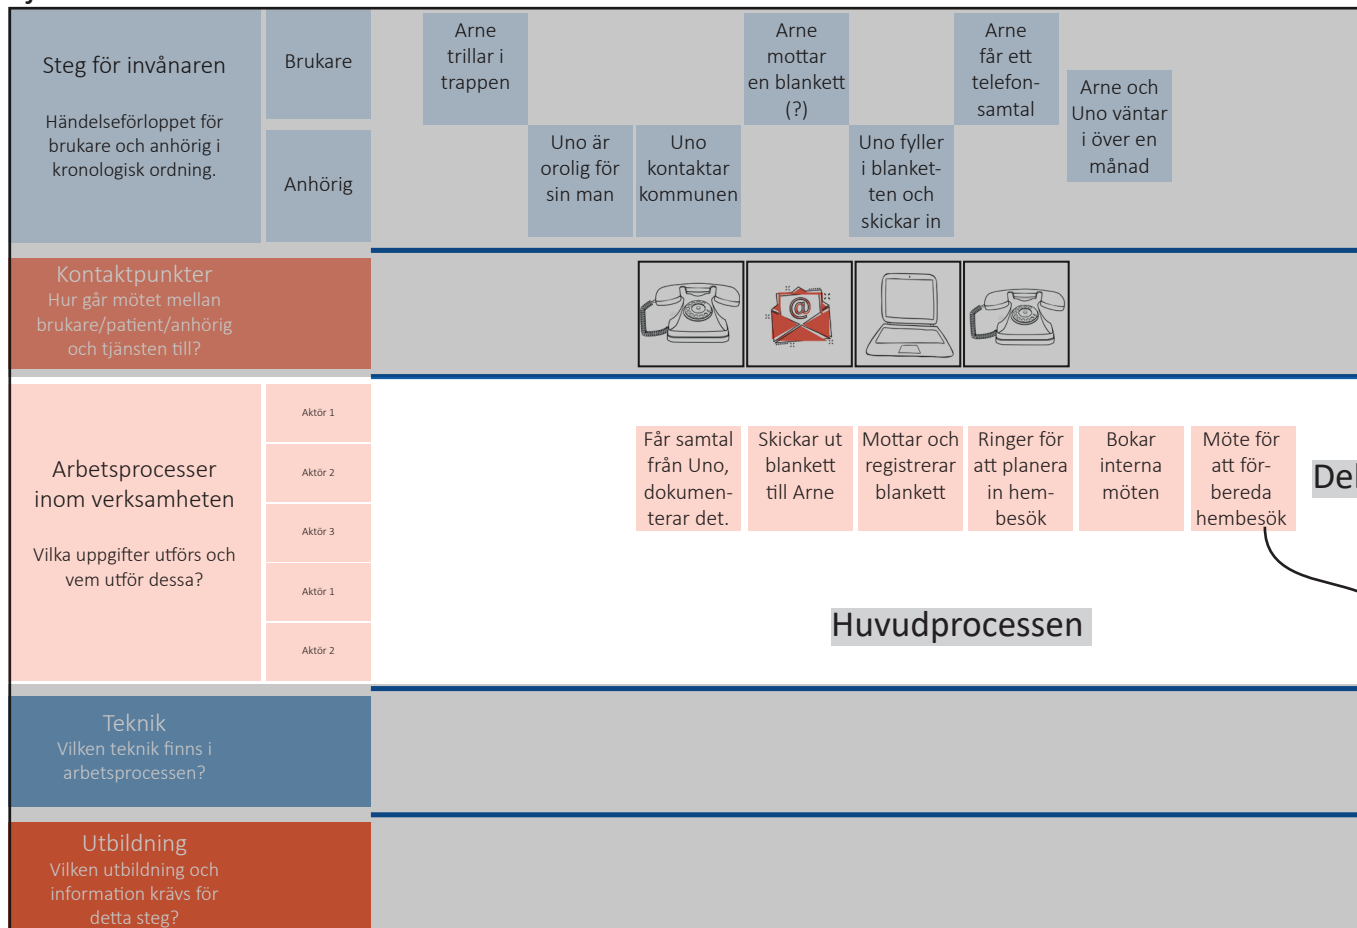 Steg för invånaren
Händelseförloppet för
brukare och anhörig i
kronologisk ordning.
Brukare
Anhörig
Arne
trillar i
trappen
Uno är
orolig för
sin man
Uno
kontaktar
kommunen
Arne
mottar
en blankett
(?)
Uno fyller
i blanket-
ten och
skickar in
Arne
får ett
telefon-
samtal
Arne och
Uno väntar
i över en
månad
Kontaktpunkter
Hur går mötet mellan
brukare/patient/anhörig
och tjänsten till?
@
Arbetsprocesser
inom verksamheten
Vilka uppgifter utförs och
vem utför dessa?
Aktör 1
Aktör 2
Aktör 3
Aktör 1
Aktör 2
Får samtal
från Uno,
dokumen-
terar det.
Skickar ut
blankett
till Arne
Mottar och
registrerar
blankett
Ringer för
att planera
in hem-
besök
Bokar
interna
möten
Möte för
att för-
bereda
hembesök
Huvudprocessen
Teknik
Vilken teknik finns i
arbetsprocessen?
Utbildning
Vilken utbildning och
information krävs för
detta steg?